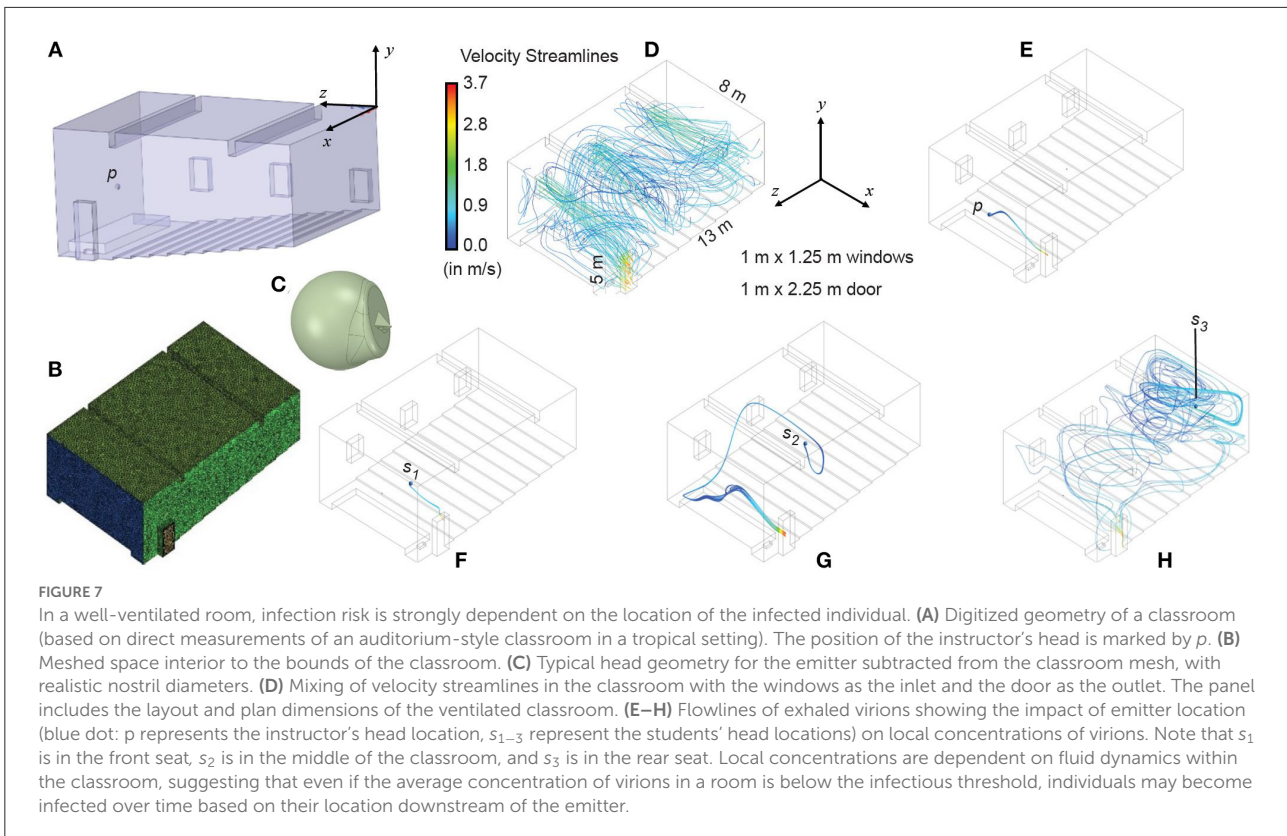 A
y
z
x
p
Velocity Streamlines
3.7
2.8
1.8
0.9
0.0
(in m/s)
D
8 m
13 m
5 m
y
z
x
1 m x 1.25 m windows
1 m x 2.25 m door
E
p
C
B
s1
F
s2
G
s3
H
FIGURE 7
In a well-ventilated room, infection risk is strongly dependent on the location of the infected individual. (A) Digitized geometry of a classroom
(based on direct measurements of an auditorium-style classroom in a tropical setting). The position of the instructor's head is marked by p. (B)
Meshed space interior to the bounds of the classroom. (C) Typical head geometry for the emitter subtracted from the classroom mesh, with
realistic nostril diameters. (D) Mixing of velocity streamlines in the classroom with the windows as the inlet and the door as the outlet. The panel
includes the layout and plan dimensions of the ventilated classroom. (E–H) Flowlines of exhaled virions showing the impact of emitter location
(blue dot: p represents the instructor's head location, s1–3 represent the students' head locations) on local concentrations of virions. Note that s1
is in the front seat, s2 is in the middle of the classroom, and s3 is in the rear seat. Local concentrations are dependent on fluid dynamics within
the classroom, suggesting that even if the average concentration of virions in a room is below the infectious threshold, individuals may become
infected over time based on their location downstream of the emitter.